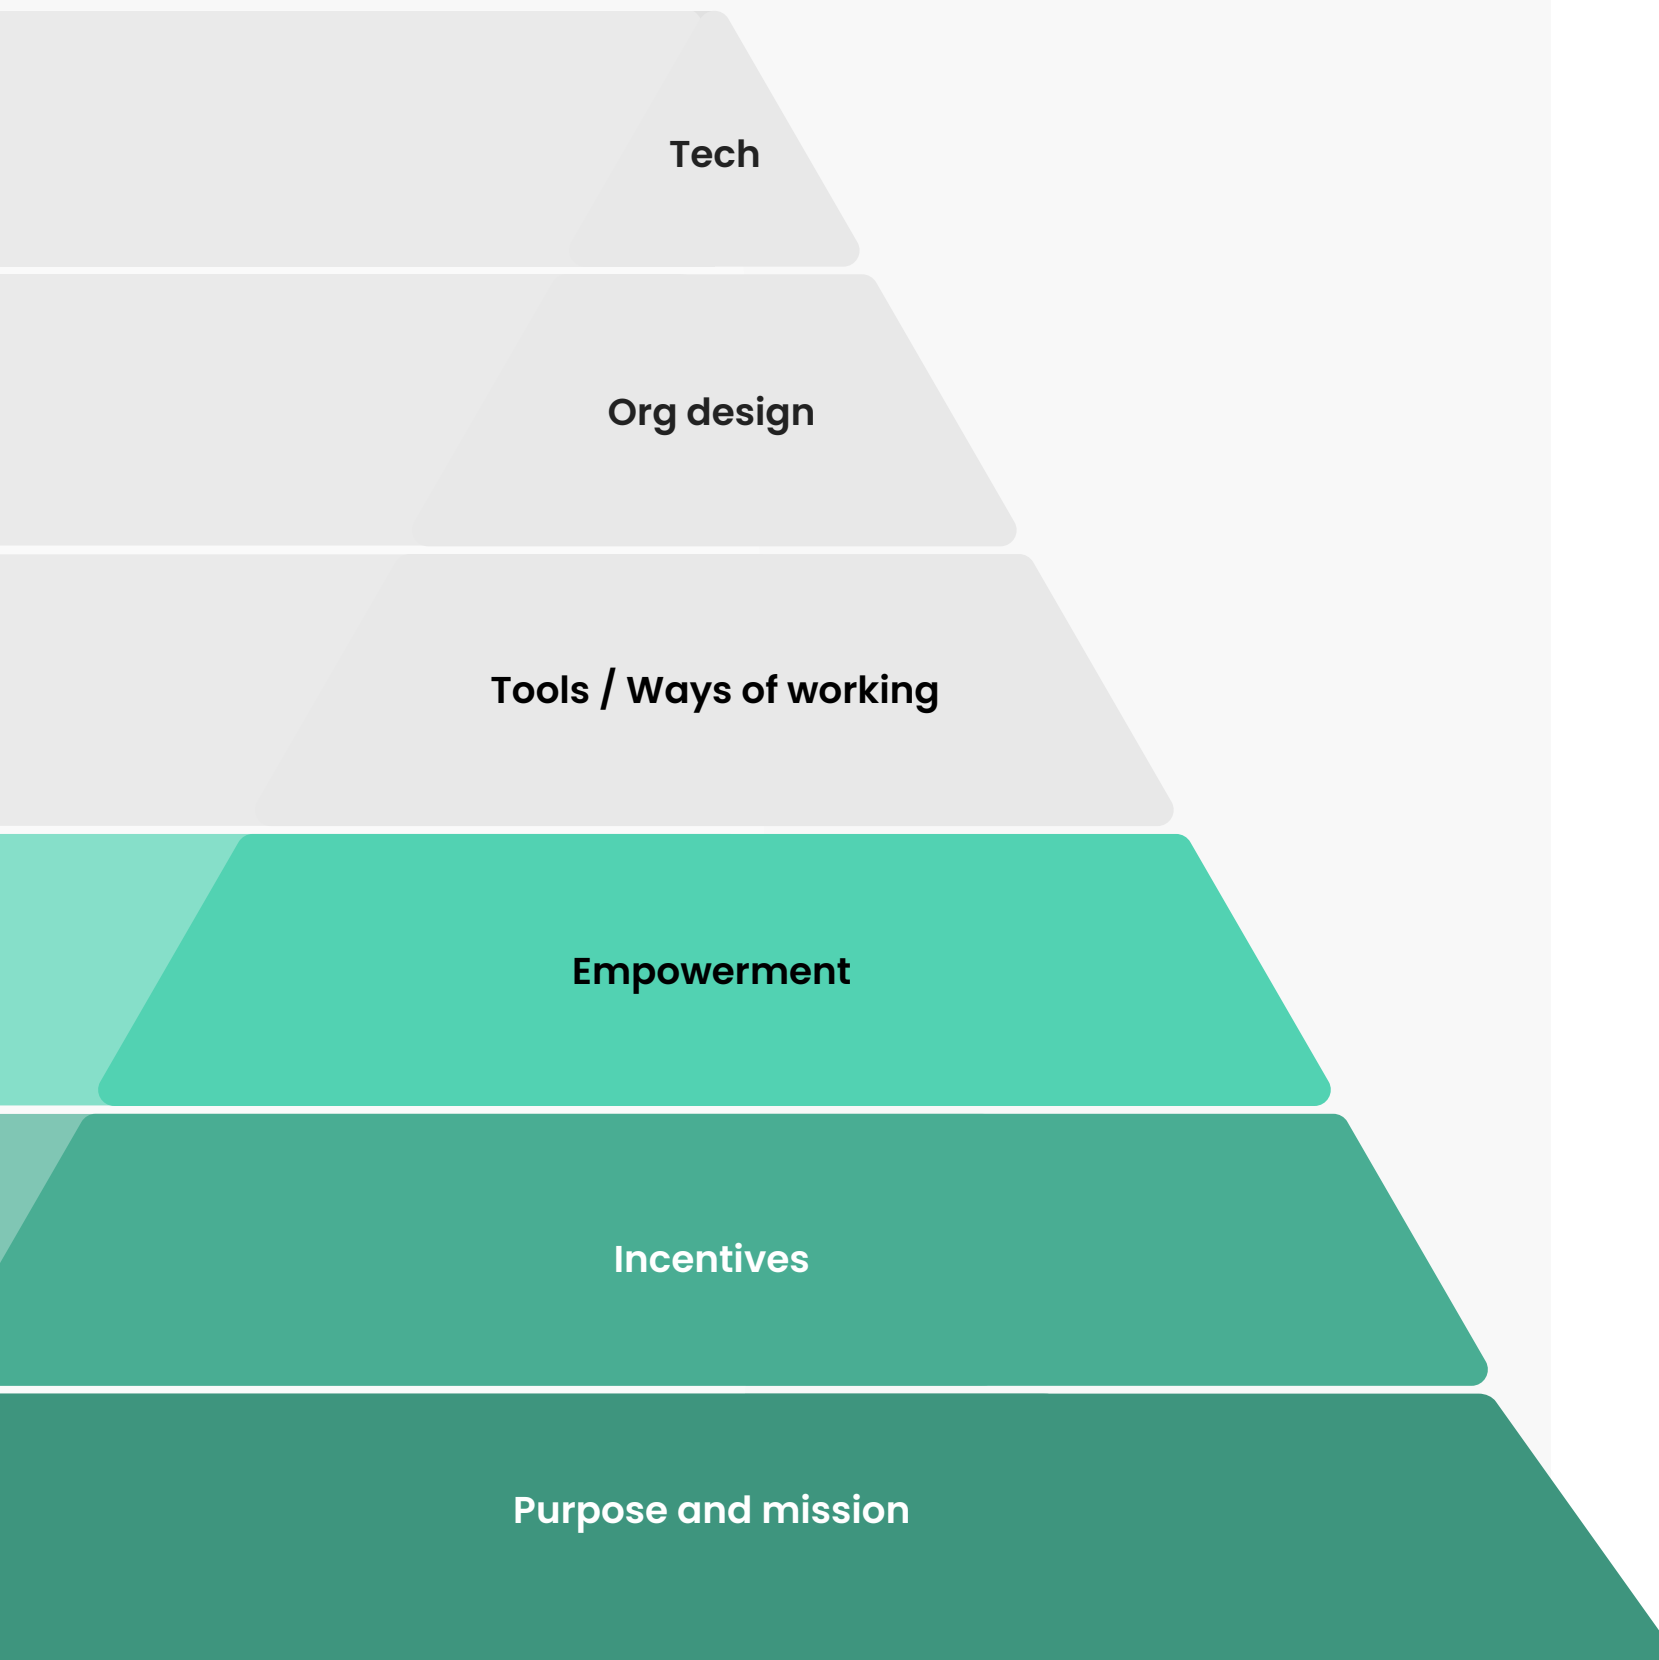 Tech
Org design
Tools / Ways of working
Empowerment
Incentives
Purpose and mission